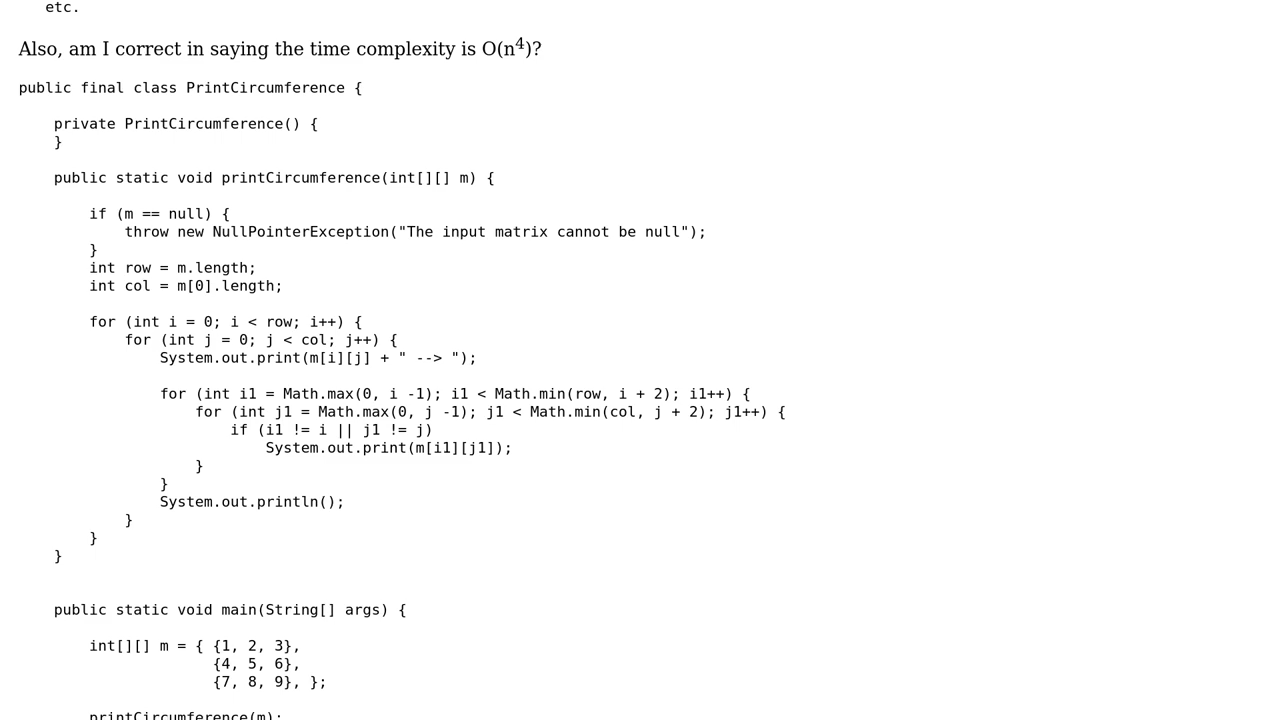 etc.
Also, am I correct in saying the time complexity is O(n⁴)?
public final class PrintCircumference {
    private PrintCircumference() {
    }
    public static void printCircumference(int[][] m) {
        if (m == null) {
            throw new NullPointerException("The input matrix cannot be null");
        }
        int row = m.length;
        int col = m[0].length;
        for (int i = 0; i < row; i++) {
            for (int j = 0; j < col; j++) {
                System.out.print(m[i][j] + " --> ");
                for (int i1 = Math.max(0, i -1); i1 < Math.min(row, i + 2); i1++) {
                    for (int j1 = Math.max(0, j -1); j1 < Math.min(col, j + 2); j1++) {
                        if (i1 != i || j1 != j)
                            System.out.print(m[i1][j1]);
                    }
                }
                System.out.println();
            }
        }
    }
    public static void main(String[] args) {
        int[][] m = { {1, 2, 3},
                      {4, 5, 6},
                      {7, 8, 9}, };
        printCircumference(m);